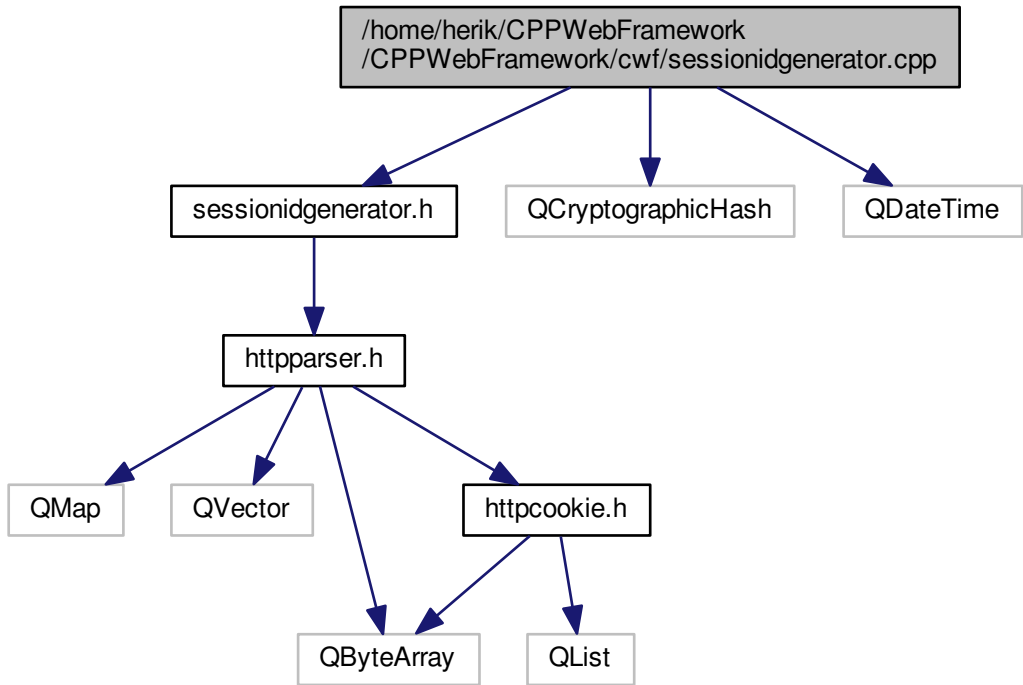 /home/herik/CPPWebFramework
/CPPWebFramework/cwf/sessionidgenerator.cpp
sessionidgenerator.h
QCryptographicHash
QDateTime
httpparser.h
QMap
QVector
httpcookie.h
QByteArray
QList